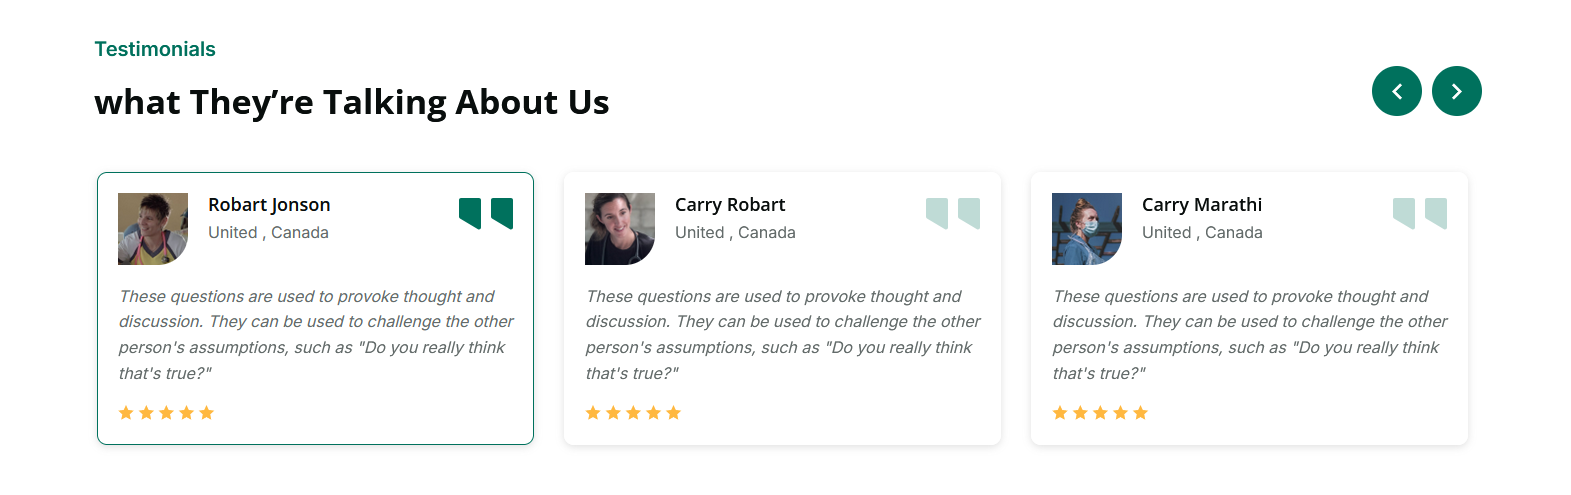 Testimonials
what They’re Talking About Us
Robart Jonson
United , Canada
These questions are used to provoke thought and
discussion. They can be used to challenge the other
person's assumptions, such as "Do you really think
that's true?"
Carry Robart
United , Canada
These questions are used to provoke thought and
discussion. They can be used to challenge the other
person's assumptions, such as "Do you really think
that's true?"
Carry Marathi
United , Canada
These questions are used to provoke thought and
discussion. They can be used to challenge the other
person's assumptions, such as "Do you really think
that's true?"